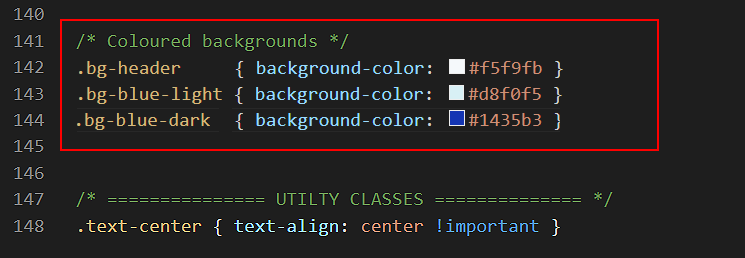 140
141 /* Coloured backgrounds */
142 .bg-header     { background-color: #f5f9fb }
143 .bg-blue-light { background-color: #d8f0f5 }
144 .bg-blue-dark  { background-color: #1435b3 }
145
146
147 /* =============== UTILTY CLASSES ============== */
148 .text-center { text-align: center !important }